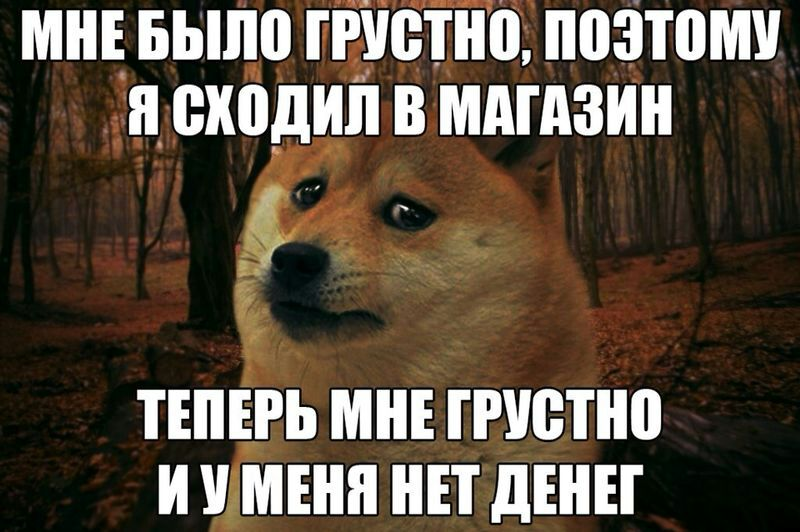 МНЕ БЫЛО ГРУСТНО, ПОЭТОМУ
Я СХОДИЛ В МАГАЗИН
ТЕПЕРЬ МНЕ ГРУСТНО
И У МЕНЯ НЕТ ДЕНЕГ